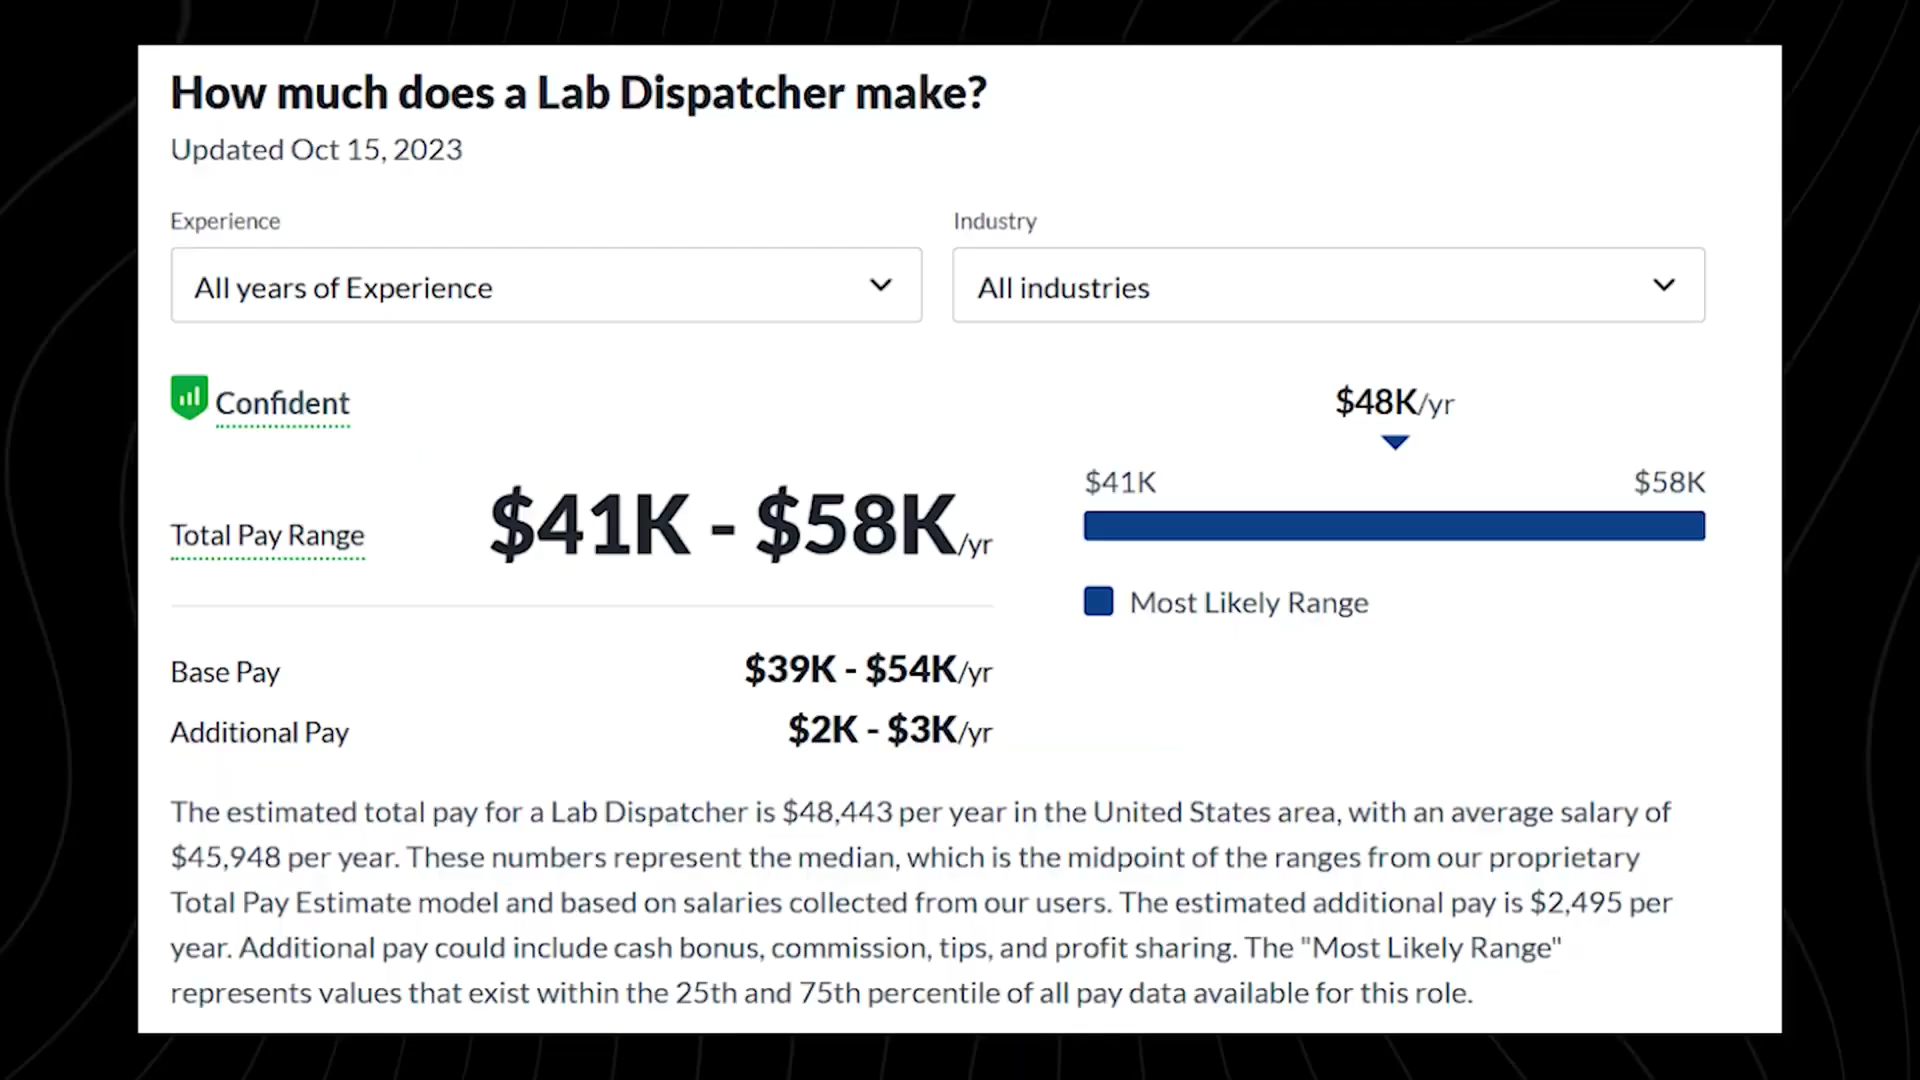 How much does a Lab Dispatcher make?
Updated Oct 15, 2023
Experience
Industry
All years of Experience
All industries
Confident
$48K/yr
$41K
$58K
Total Pay Range
$41K - $58K/yr
Most Likely Range
Base Pay
$39K - $54K/yr
Additional Pay
$2K - $3K/yr
The estimated total pay for a Lab Dispatcher is $48,443 per year in the United States area, with an average salary of
$45,948 per year. These numbers represent the median, which is the midpoint of the ranges from our proprietary
Total Pay Estimate model and based on salaries collected from our users. The estimated additional pay is $2,495 per
year. Additional pay could include cash bonus, commission, tips, and profit sharing. The "Most Likely Range"
represents values that exist within the 25th and 75th percentile of all pay data available for this role.